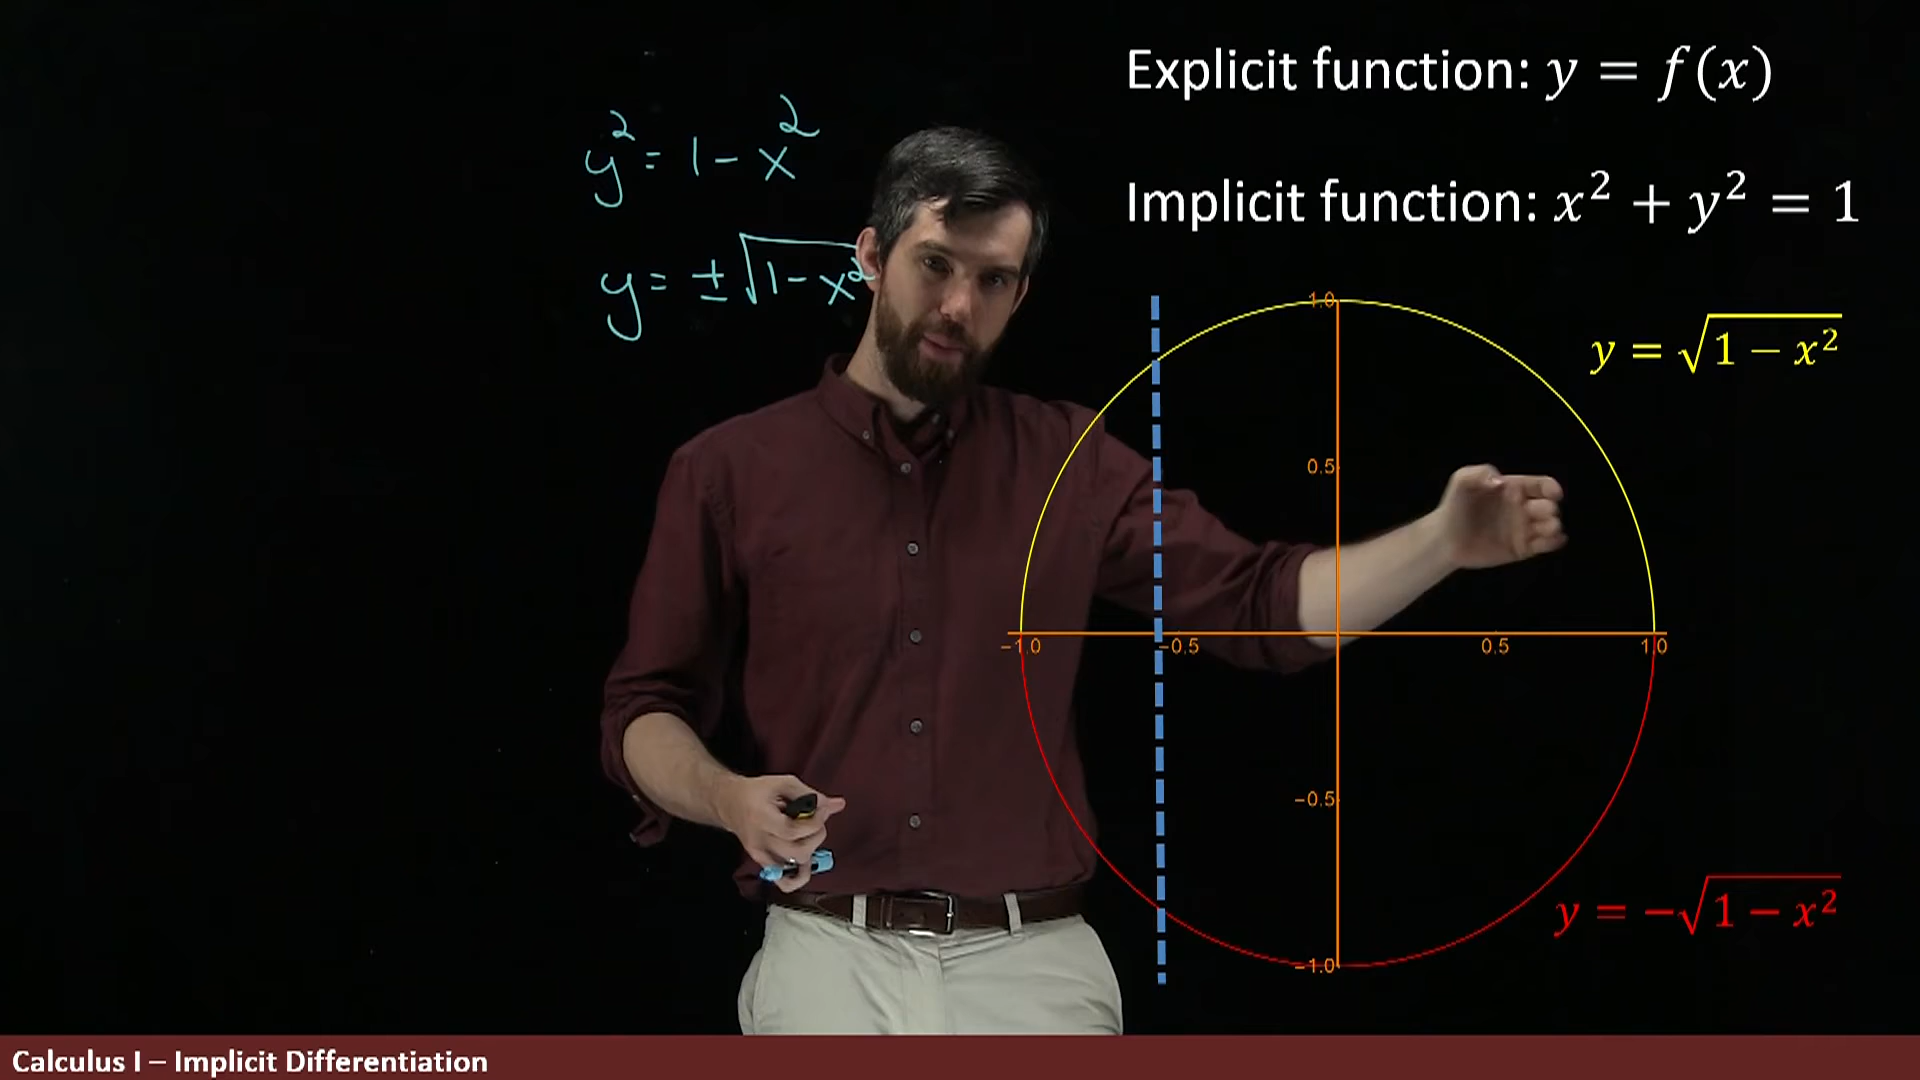 Explicit function: y = f(x)
y² = 1 - x²
Implicit function: x² + y² = 1
y = ± √(1 - x²)
y = √(1 − x²)
1.0
0.5
−1.0 −0.5 0.5 1.0
−0.5
y = −√(1 − x²)
−1.0
Calculus I – Implicit Differentiation